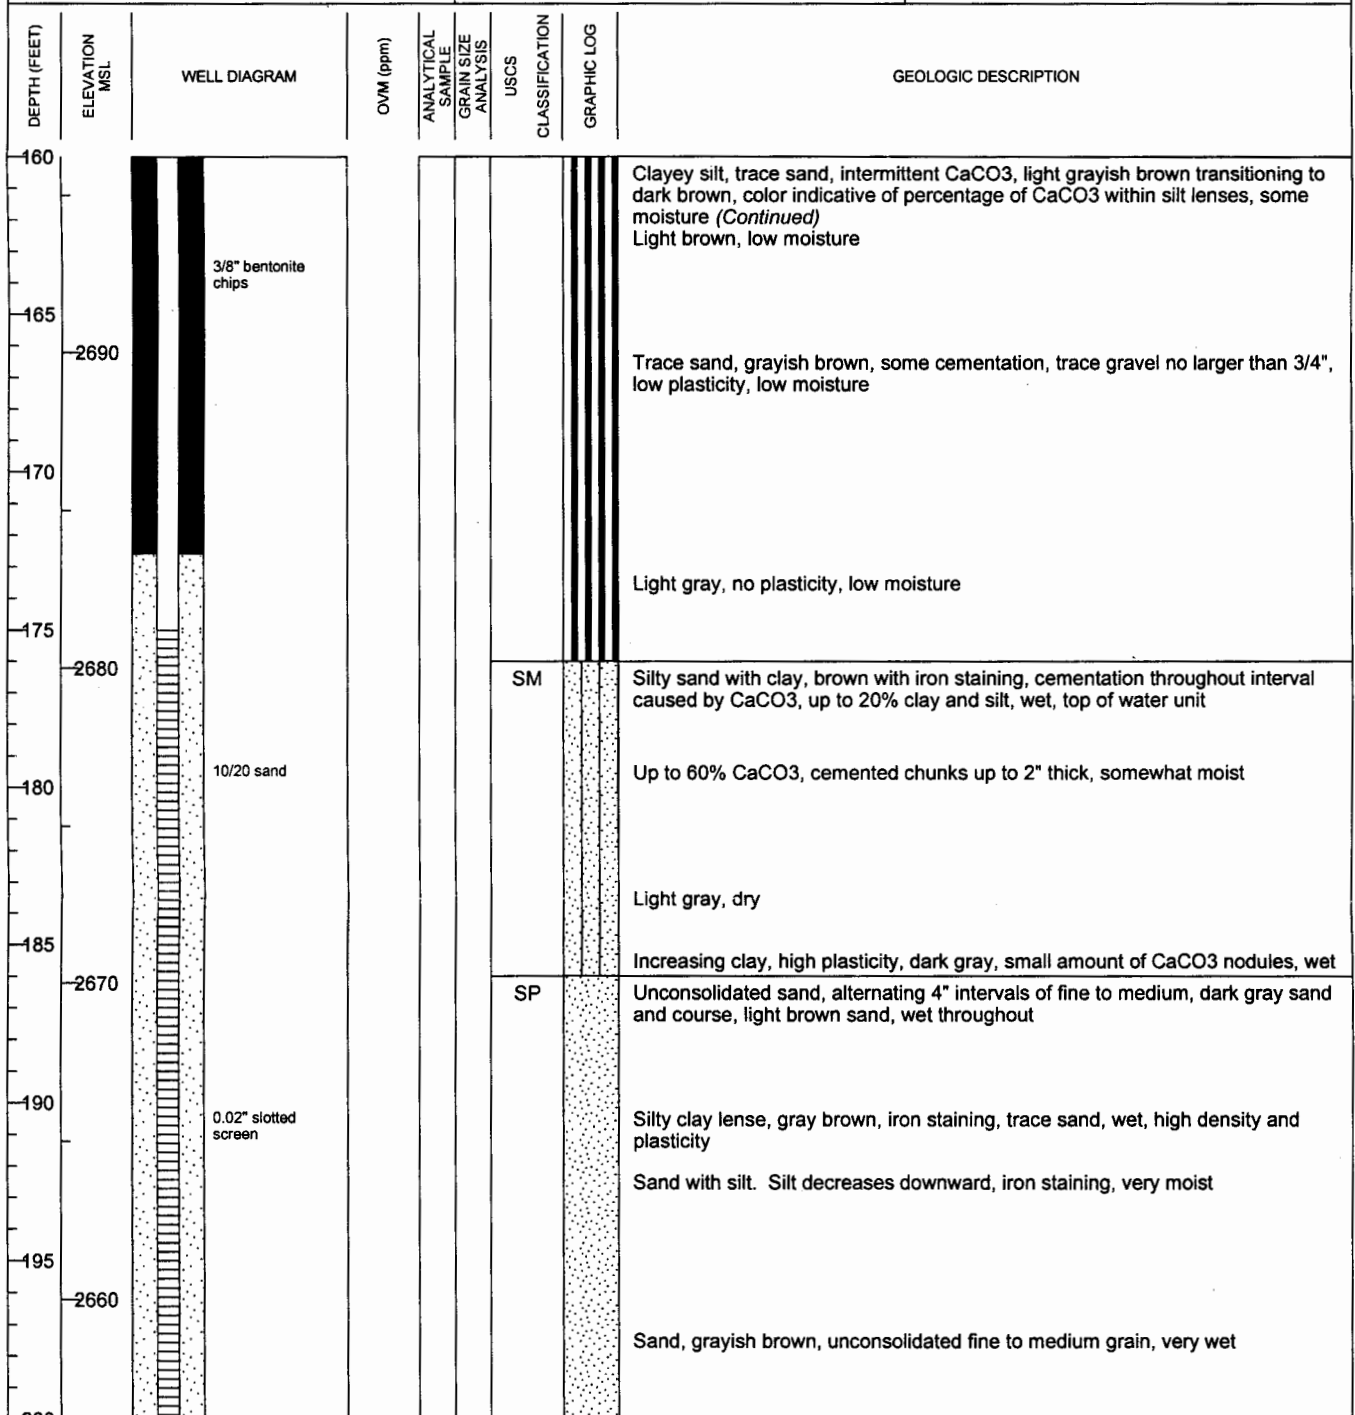 DEPTH (FEET)
ELEVATION
MSL
WELL DIAGRAM
OVM (ppm)
ANALYTICAL
SAMPLE
GRAIN SIZE
ANALYSIS
USCS
CLASSIFICATION
GRAPHIC LOG
GEOLOGIC DESCRIPTION
160
Clayey silt, trace sand, intermittent CaCO3, light grayish brown transitioning to
dark brown, color indicative of percentage of CaCO3 within silt lenses, some
moisture (Continued)
Light brown, low moisture
3/8" bentonite
chips
165
2690
Trace sand, grayish brown, some cementation, trace gravel no larger than 3/4",
low plasticity, low moisture
170
Light gray, no plasticity, low moisture
175
2680
SM
Silty sand with clay, brown with iron staining, cementation throughout interval
caused by CaCO3, up to 20% clay and silt, wet, top of water unit
10/20 sand
Up to 60% CaCO3, cemented chunks up to 2" thick, somewhat moist
180
Light gray, dry
185
Increasing clay, high plasticity, dark gray, small amount of CaCO3 nodules, wet
2670
SP
Unconsolidated sand, alternating 4" intervals of fine to medium, dark gray sand
and course, light brown sand, wet throughout
190
0.02" slotted
screen
Silty clay lense, gray brown, iron staining, trace sand, wet, high density and
plasticity
Sand with silt.  Silt decreases downward, iron staining, very moist
195
2660
Sand, grayish brown, unconsolidated fine to medium grain, very wet